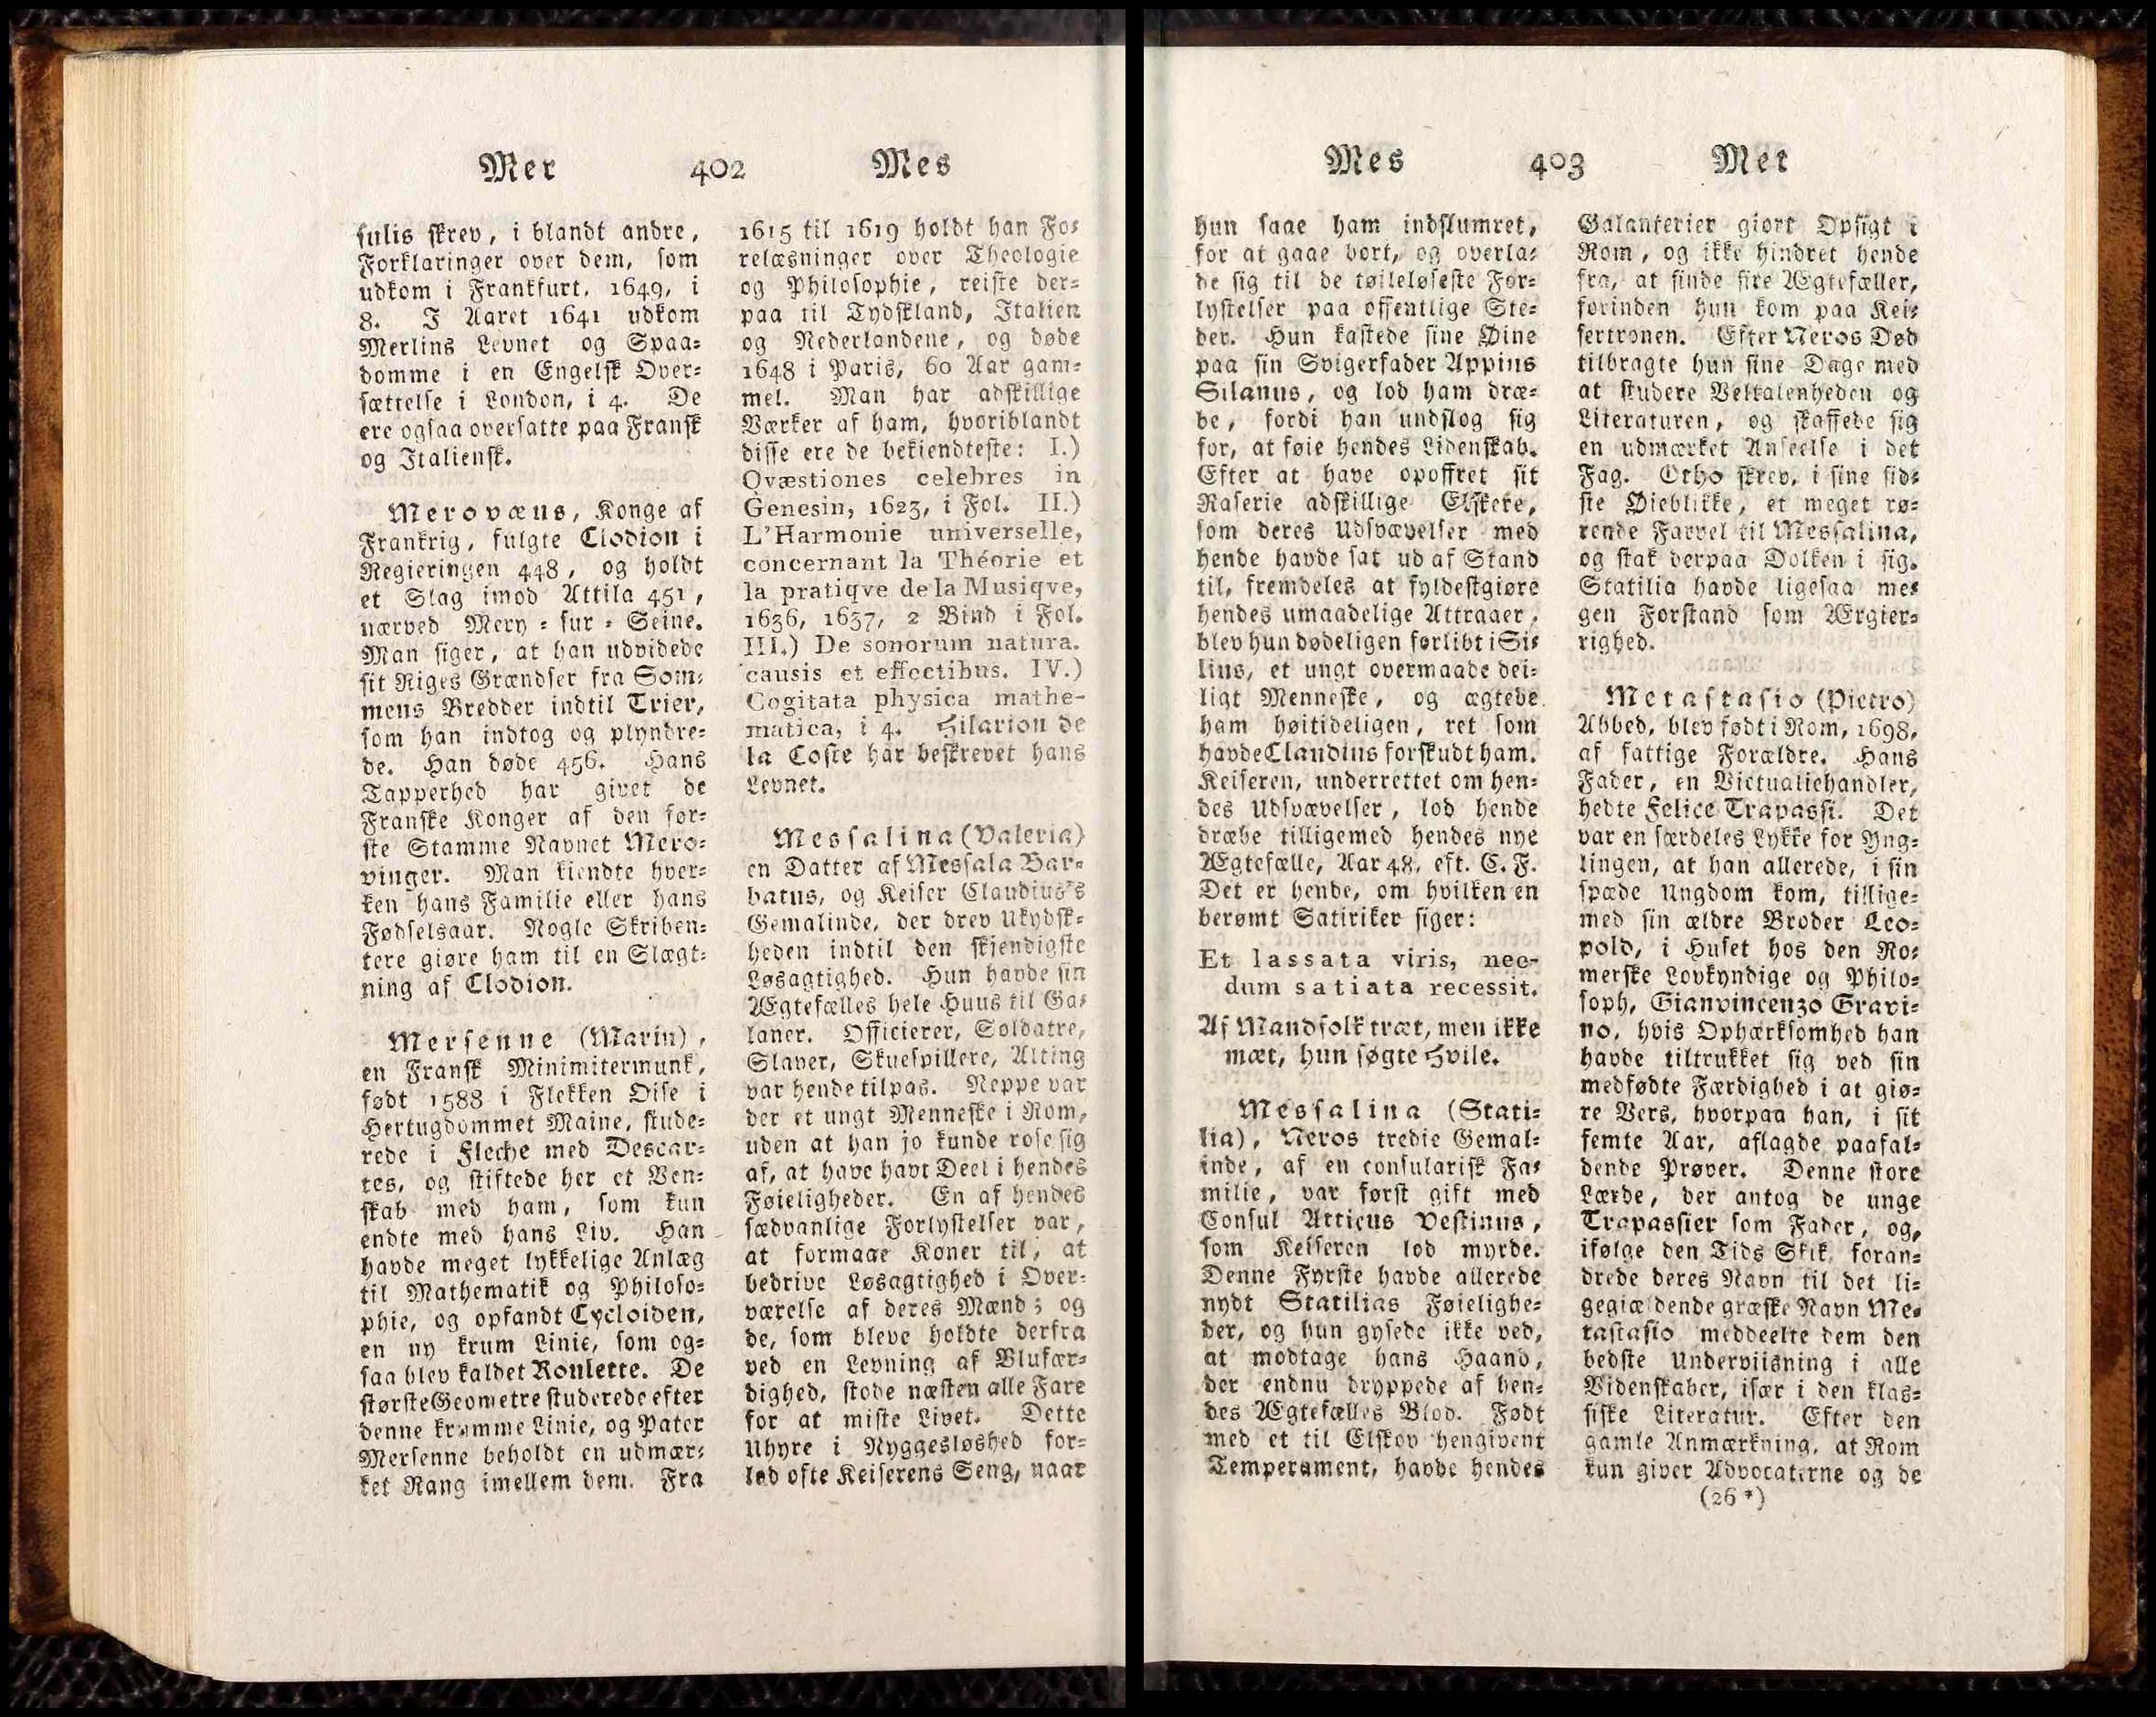 Mer 402 Mes
sulis skrev, i blandt andre,
Forklaringer over dem, som
udkom i Frankfurt, 1649, i
8. I Aaret 1641 udkom
Merlins Levnet og Spaa-
domme i en Engelsk Over-
sættelse i London, i 4. De
ere ogsaa oversatte paa Fransk
og Italiensk.
Merovæus, Konge af
Frankrig, fulgte Clodion i
Regieringen 448, og holdt
et Slag imod Attila 451,
nærved Mery-sur-Seine.
Man siger, at han udvidede
sit Riges Grændser fra Som-
mens Bredder indtil Trier,
som han indtog og plyndre-
de. Han døde 456. Hans
Tapperhed har givet de
Franske Konger af den før-
ste Stamme Navnet Mero-
vinger. Man kiendte hver-
ken hans Familie eller hans
Fødselsaar. Nogle Skriben-
tere giøre ham til en Slægt-
ning af Clodion.
Mersenne (Marin),
en Fransk Minimitermunk,
født 1588 i Flekken Oise i
Hertugdommet Maine, stude-
rede i Fleche med Descar-
tes, og stiftede her et Ven-
skab med ham, som kun
endte med hans Liv. Han
havde meget lykkelige Anlæg
til Mathematik og Philoso-
phie, og opfandt Cycloiden,
en ny krum Linie, som og-
saa blev kaldet Roulette. De
største Geometre studerede efter
denne krumme Linie, og Pater
Mersenne beholdt en udmær-
ket Rang imellem dem. Fra
1615 til 1619 holdt han Fo-
relæsninger over Theologie
og Philosophie, reiste der-
paa til Tydskland, Italien
og Nederlandene, og døde
1648 i Paris, 60 Aar gam-
mel. Man har adskillige
Værker af ham, hvoriblandt
disse ere de bekiendteste: I.)
Ovæstiones celebres in
Genesin, 1623, i Fol. II.)
L'Harmonie universelle,
concernant la Théorie et
la pratiqve de la Musiqve,
1636, 1637, 2 Bind i Fol.
III.) De sonorum natura.
causis et effectibus. IV.)
Cogitata physica mathe-
matica, i 4. Hilarion de
la Coste har beskrevet hans
Levnet.
Messalina (Valeria)
en Datter af Messala Bar-
batus, og Keiser Claudius's
Gemalinde, der drev Ukydsk-
heden indtil den skjendigste
Løsagtighed. Hun havde sin
Ægtefælles hele Huus til Ga-
laner. Officierer, Soldatre,
Slaver, Skuespillere, Alting
var hende tilpas. Neppe var
der et ungt Menneske i Rom,
uden at han jo kunde rose sig
af, at have havt Deel i hendes
Føieligheder. En af hendes
sædvanlige Forlystelser var,
at formaae Koner til, at
bedrive Løsagtighed i Over-
værelse af deres Mænd; og
de, som bleve holdte derfra
ved en Levning af Blufær-
dighed, stode næsten alle Fare
for at miste Livet. Dette
Uhyre i Ryggesløshed for-
lod ofte Keiserens Seng, naar
Mes 403 Met
hun saae ham indslumret,
for at gaae bort, og overla-
de sig til de tøileløseste For-
lystelser paa offentlige Ste-
der. Hun kastede sine Øine
paa sin Svigerfader Appius
Silanus, og lod ham dræ-
be, fordi han undslog sig
for, at føie hendes Lidenskab.
Efter at have opoffret sit
Raserie adskillige Elskere,
som deres Udsvævelser med
hende havde sat ud af Stand
til, fremdeles at fyldestgiøre
hendes umaadelige Attraaer,
blev hun dødeligen forlibt i Si-
lius, et ungt overmaade dei-
ligt Menneske, og ægtede
ham høitideligen, ret som
havde Claudius forskudt ham.
Keiseren, underrettet om hen-
des Udsvævelser, lod hende
dræbe tilligemed hendes nye
Ægtefælle, Aar 48, eft. C. F.
Det er hende, om hvilken en
berømt Satiriker siger:
Et lassata viris, nec-
dum satiata recessit.
Af Mandfolk træt, men ikke
mæt, hun søgte Hvile.
Messalina (Stati-
lia), Neros tredie Gemal-
inde, af en consularisk Fa-
milie, var først gift med
Consul Atticus Vestinus,
som Keiseren lod myrde.
Denne Fyrste havde allerede
nydt Statilias Føielighe-
der, og hun gysede ikke ved,
at modtage hans Haand,
der endnu dryppede af hen-
des Ægtefælles Blod. Født
med et til Elskov hengivent
Temperament, havde hendes
Galanterier giort Opsigt i
Rom, og ikke hindret hende
fra, at finde fire Ægtefæller,
forinden hun kom paa Kei-
sertronen. Efter Neros Død
tilbragte hun sine Dage med
at studere Veltalenheden og
Literaturen, og skaffede sig
en udmærket Anseelse i det
Fag. Otho skrev, i sine sid-
ste Øieblikke, et meget rø-
rende Farvel til Messalina,
og stak derpaa Dolken i sig.
Statilia havde ligesaa me-
gen Forstand som Ærgier-
righed.
Metastasio (Pietro)
Abbed, blev født i Rom, 1698,
af fattige Forældre. Hans
Fader, en Victualiehandler,
hedte Felice Trapassi. Det
var en særdeles Lykke for Yng-
lingen, at han allerede, i sin
spæde Ungdom kom, tillige-
med sin ældre Broder Leo-
pold, i Huset hos den Ro-
merske Lovkyndige og Philo-
soph, Gianvincenzo Gravi-
no, hvis Ophærksomhed han
havde tiltrukket sig ved sin
medfødte Færdighed i at giø-
re Vers, hvorpaa han, i sit
femte Aar, aflagde paafal-
dende Prøver. Denne store
Lærde, der antog de unge
Trapassier som Fader, og,
ifølge den Tids Skik, foran-
drede deres Navn til det li-
gegiældende græske Navn Me-
tastasio meddeelte dem den
bedste Underviisning i alle
Videnskaber, især i den klas-
siske Literatur. Efter den
gamle Anmærkning, at Rom
kun giver Advocaterne og de
(26*)